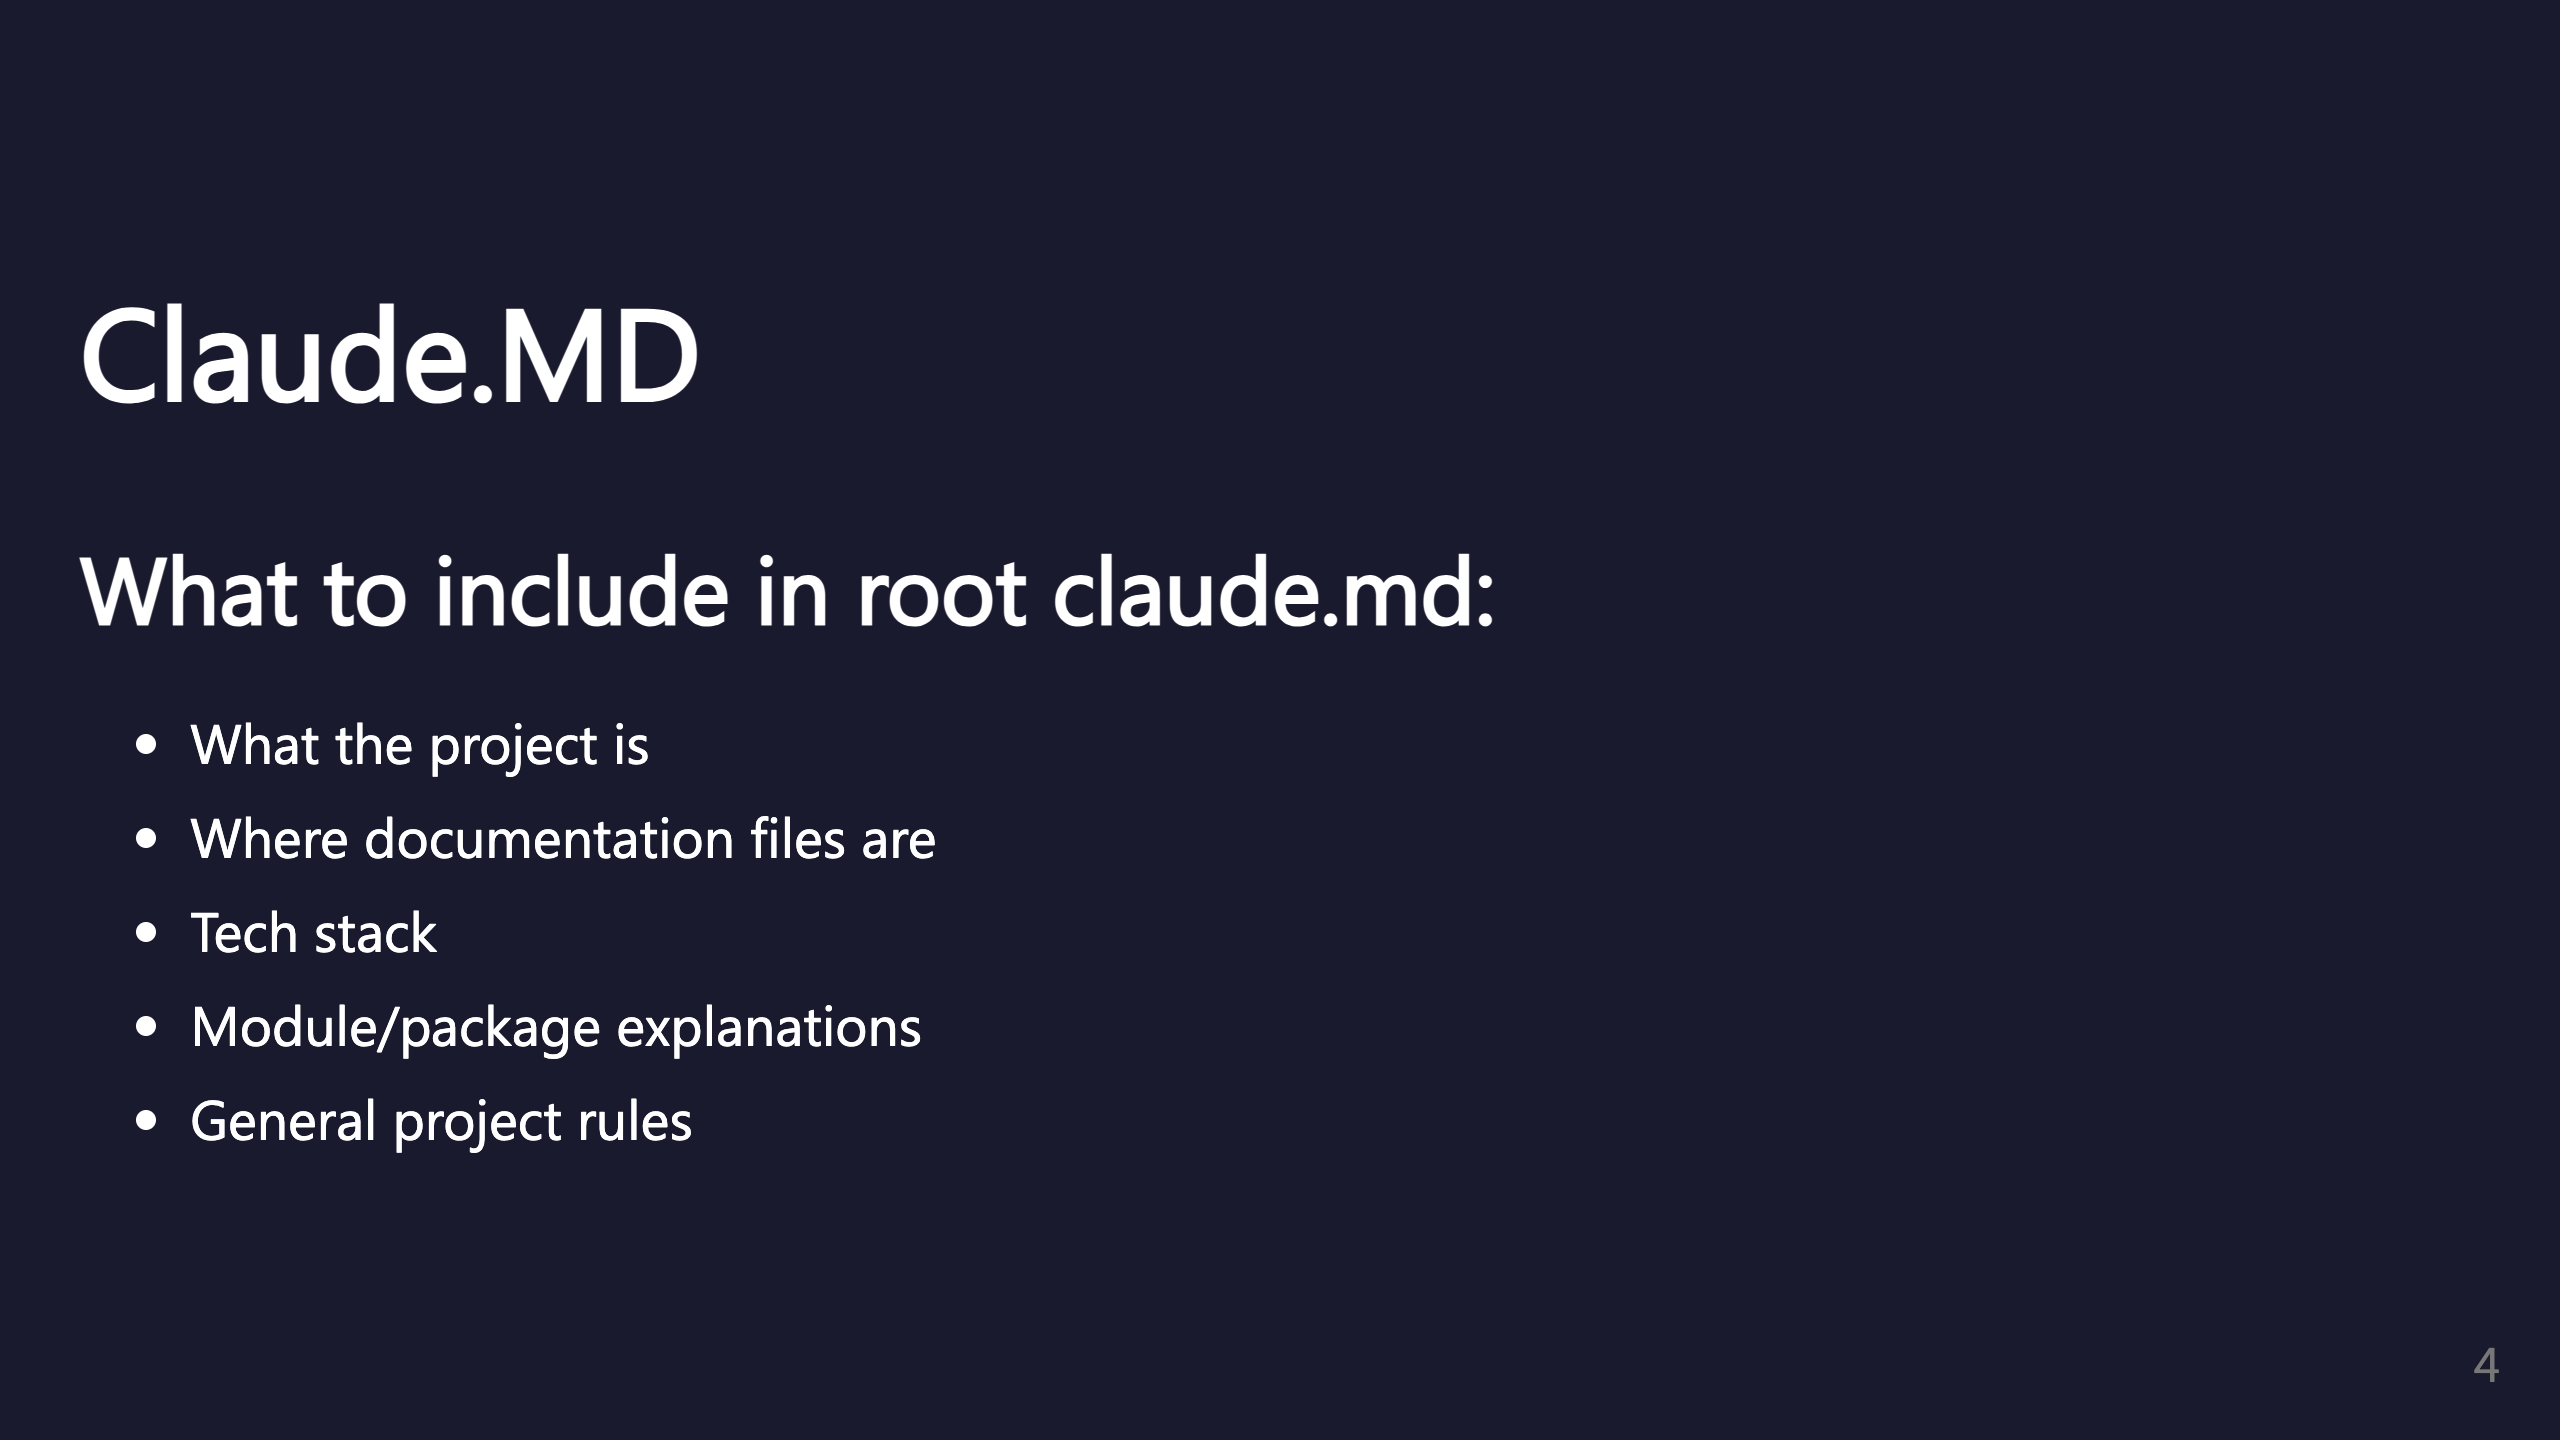 Claude.MD
What to include in root claude.md:
• What the project is
• Where documentation files are
• Tech stack
• Module/package explanations
• General project rules
4